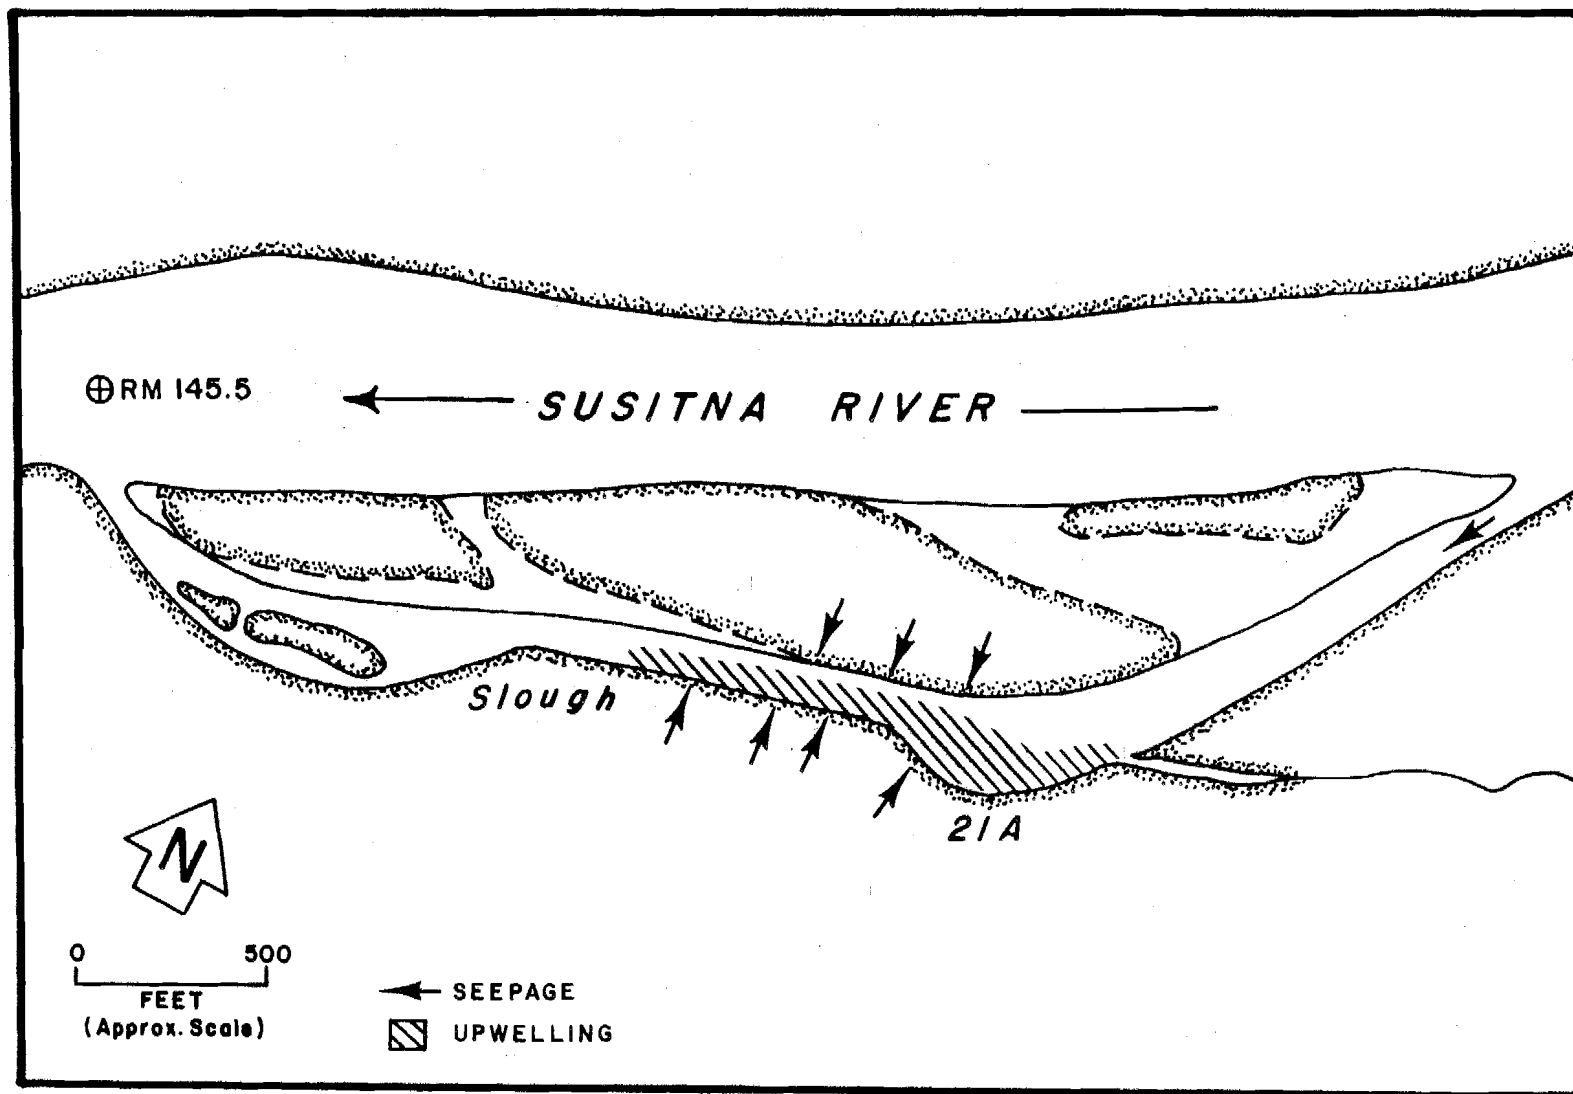 RM 145.5
SUSITNA RIVER
Slough
21A
N
0 500
FEET
(Approx. Scale)
SEEPAGE
UPWELLING